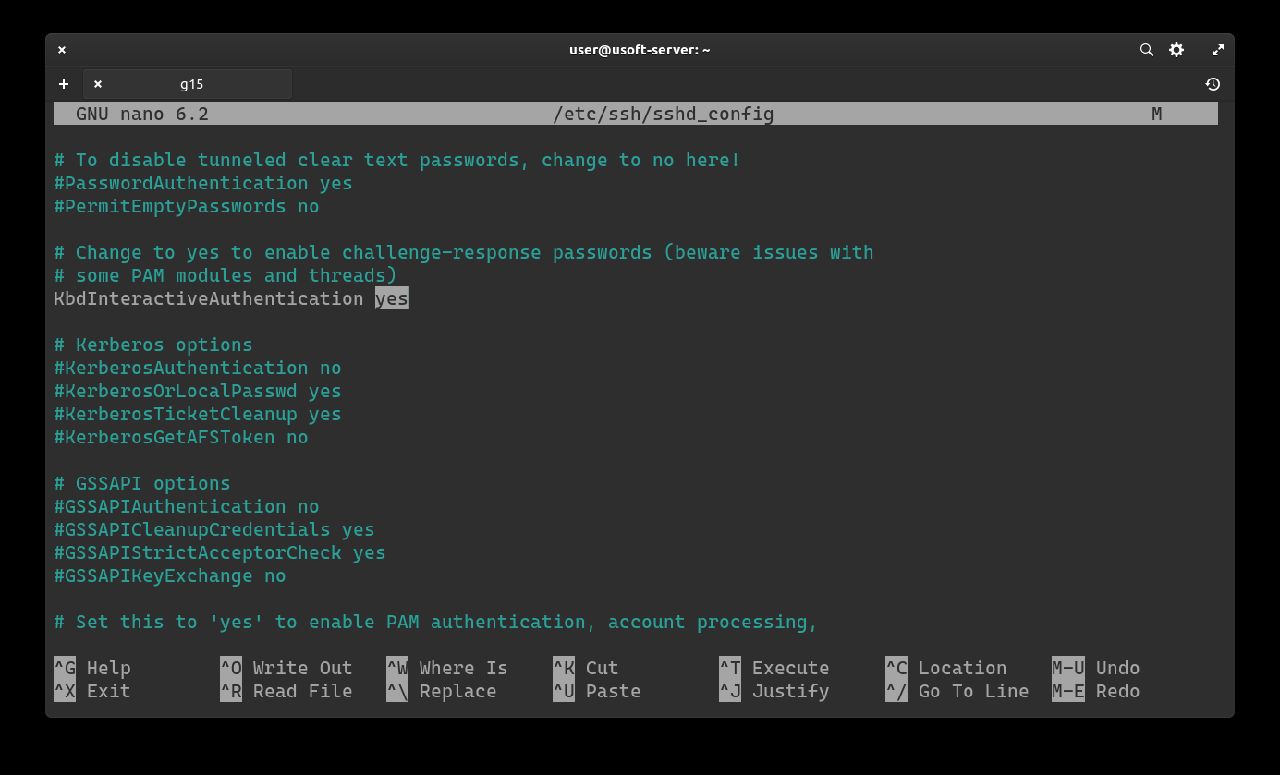 user@usoft-server: ~
g15
GNU nano 6.2 /etc/ssh/sshd_config M
# To disable tunneled clear text passwords, change to no here!
#PasswordAuthentication yes
#PermitEmptyPasswords no
# Change to yes to enable challenge-response passwords (beware issues with
# some PAM modules and threads)
KbdInteractiveAuthentication yes
# Kerberos options
#KerberosAuthentication no
#KerberosOrLocalPasswd yes
#KerberosTicketCleanup yes
#KerberosGetAFSToken no
# GSSAPI options
#GSSAPIAuthentication no
#GSSAPICleanupCredentials yes
#GSSAPIStrictAcceptorCheck yes
#GSSAPIKeyExchange no
# Set this to 'yes' to enable PAM authentication, account processing,
^G Help ^O Write Out ^W Where Is ^K Cut ^T Execute ^C Location M-U Undo
^X Exit ^R Read File ^\ Replace ^U Paste ^J Justify ^/ Go To Line M-E Redo